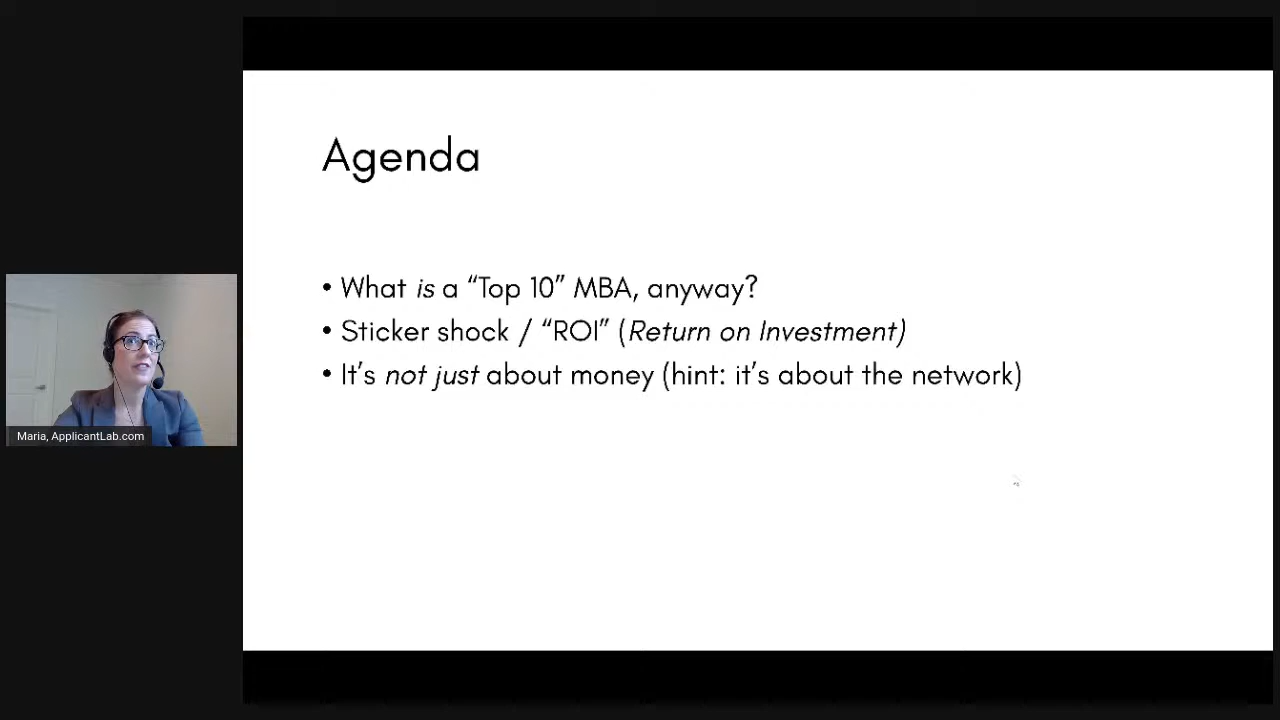 Agenda
• What is a “Top 10” MBA, anyway?
• Sticker shock / “ROI” (Return on Investment)
• It’s not just about money (hint: it’s about the network)
Maria, ApplicantLab.com